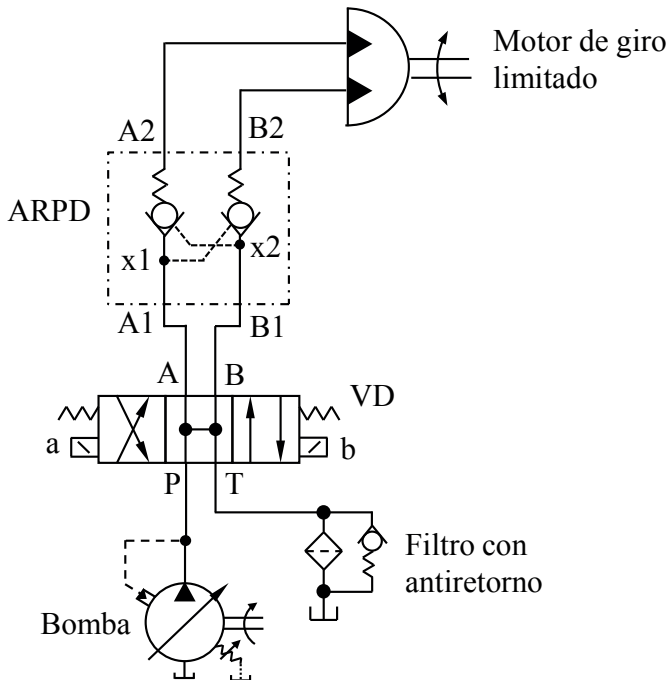 Motor de giro
limitado
A2
B2
ARPD
x1
x2
A1
B1
A
B
VD
a
b
P
T
Filtro con
antiretorno
Bomba